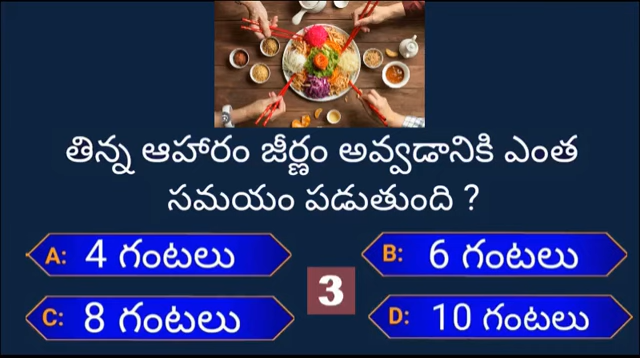 తిన్న ఆహారం జీర్ణం అవ్వడానికి ఎంత
సమయం పడుతుంది ?
A: 4 గంటలు
B: 6 గంటలు
3
C: 8 గంటలు
D: 10 గంటలు